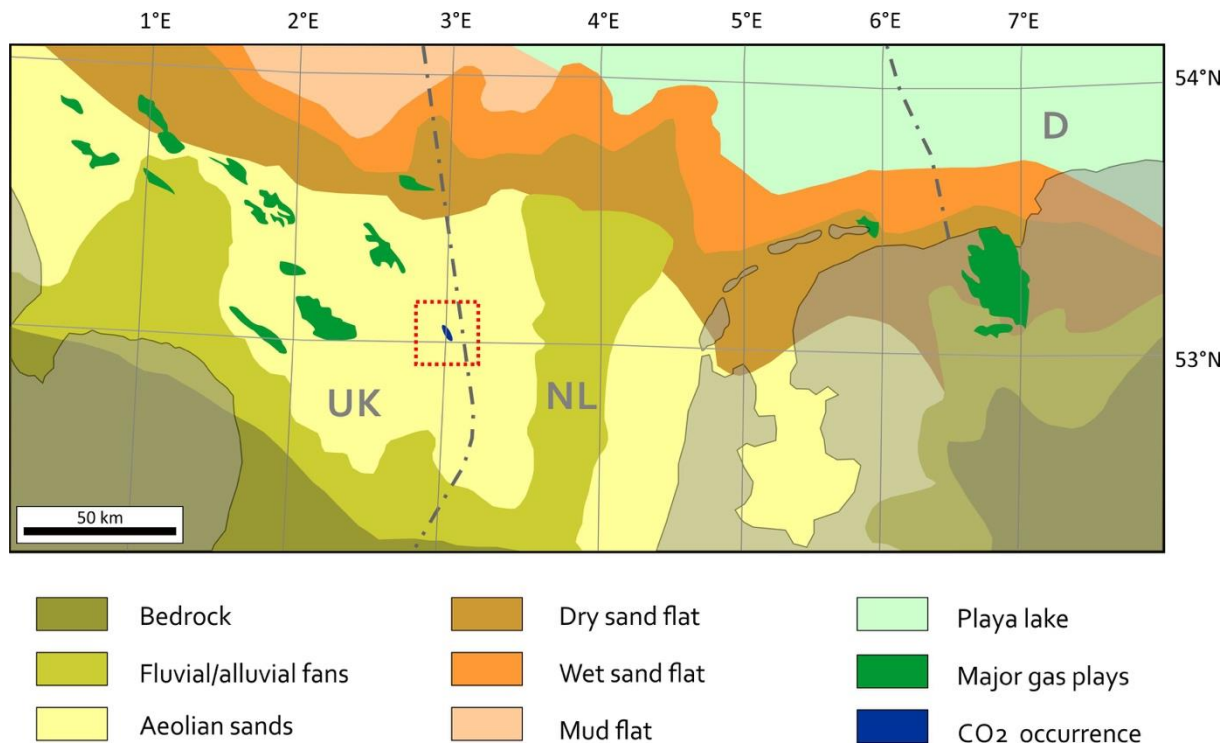 1°E 2°E 3°E 4°E 5°E 6°E 7°E
54°N
D
53°N
UK
NL
50 km
Bedrock
Dry sand flat
Playa lake
Fluvial/alluvial fans
Wet sand flat
Major gas plays
Aeolian sands
Mud flat
CO2 occurrence